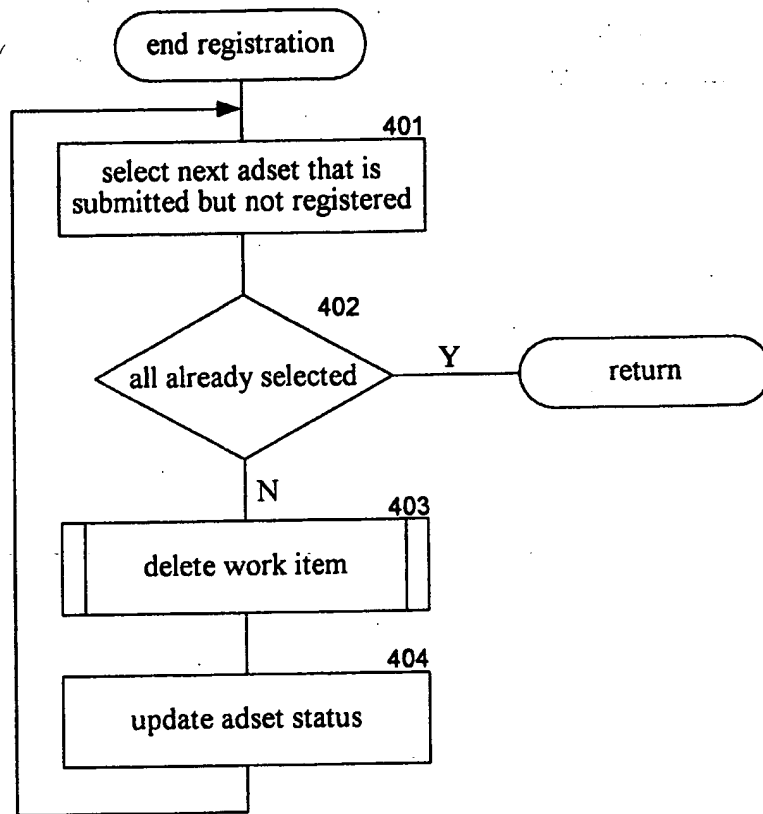 end registration
401
select next adset that is
submitted but not registered
402
all already selected
Y
return
N
403
delete work item
404
update adset status